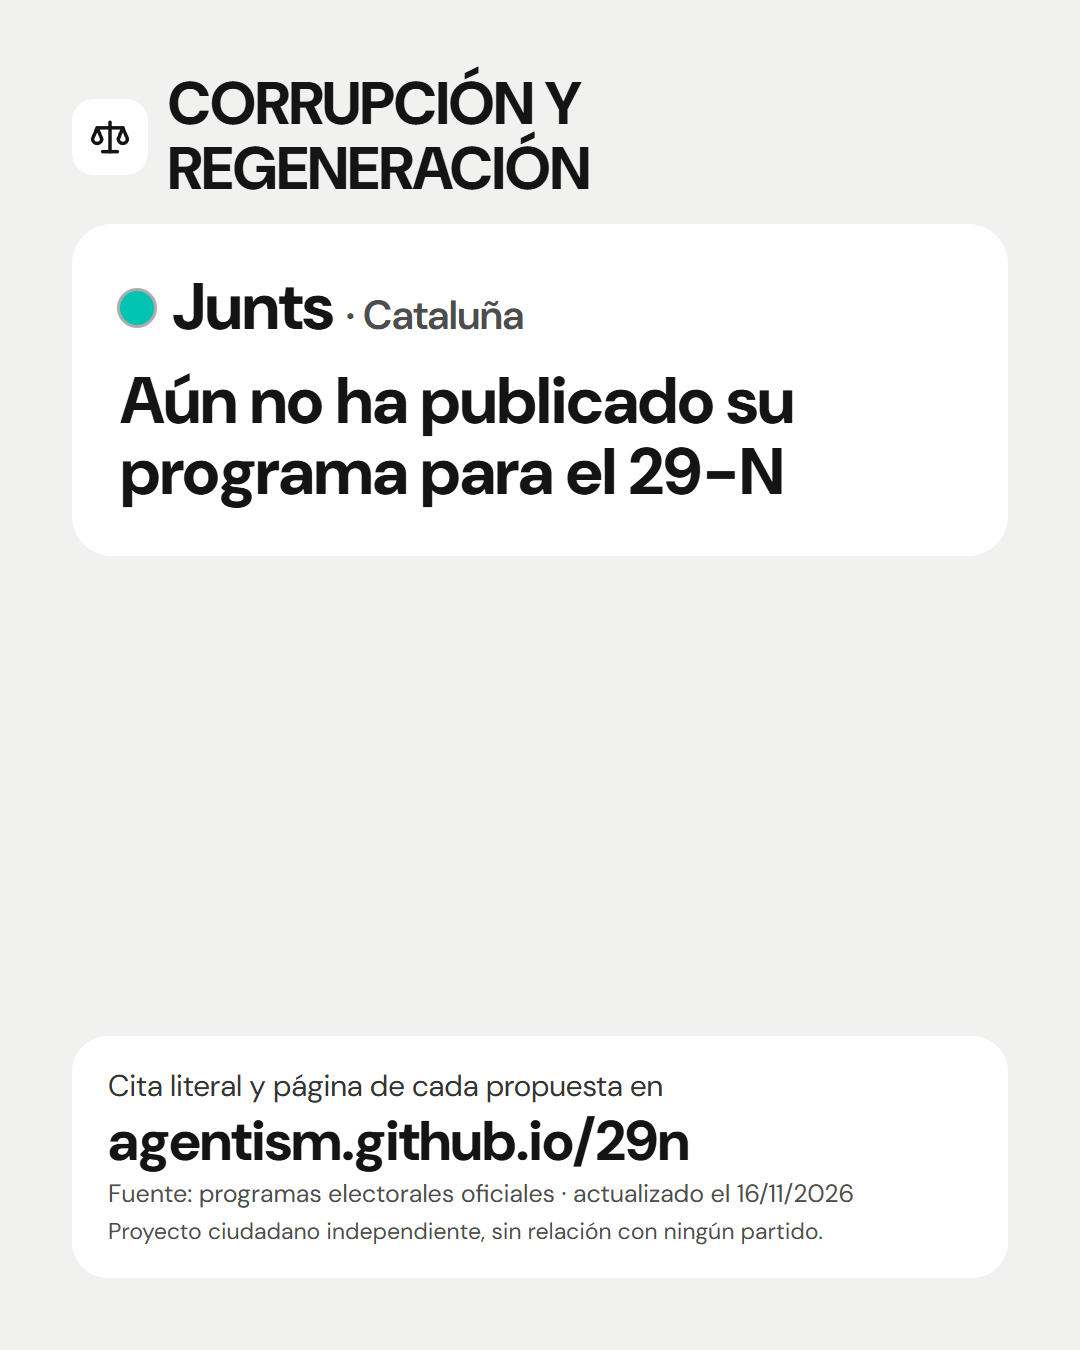 CORRUPCIÓN Y
REGENERACIÓN
Junts · Cataluña
Aún no ha publicado su
programa para el 29-N
Cita literal y página de cada propuesta en
agentism.github.io/29n
Fuente: programas electorales oficiales · actualizado el 16/11/2026
Proyecto ciudadano independiente, sin relación con ningún partido.